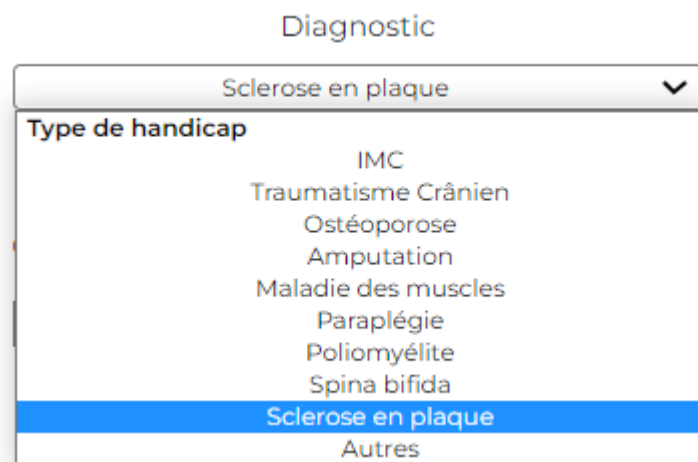 Diagnostic
Sclerose en plaque
Type de handicap
IMC
Traumatisme Crânien
Ostéoporose
Amputation
Maladie des muscles
Paraplégie
Poliomyélite
Spina bifida
Sclerose en plaque
Autres